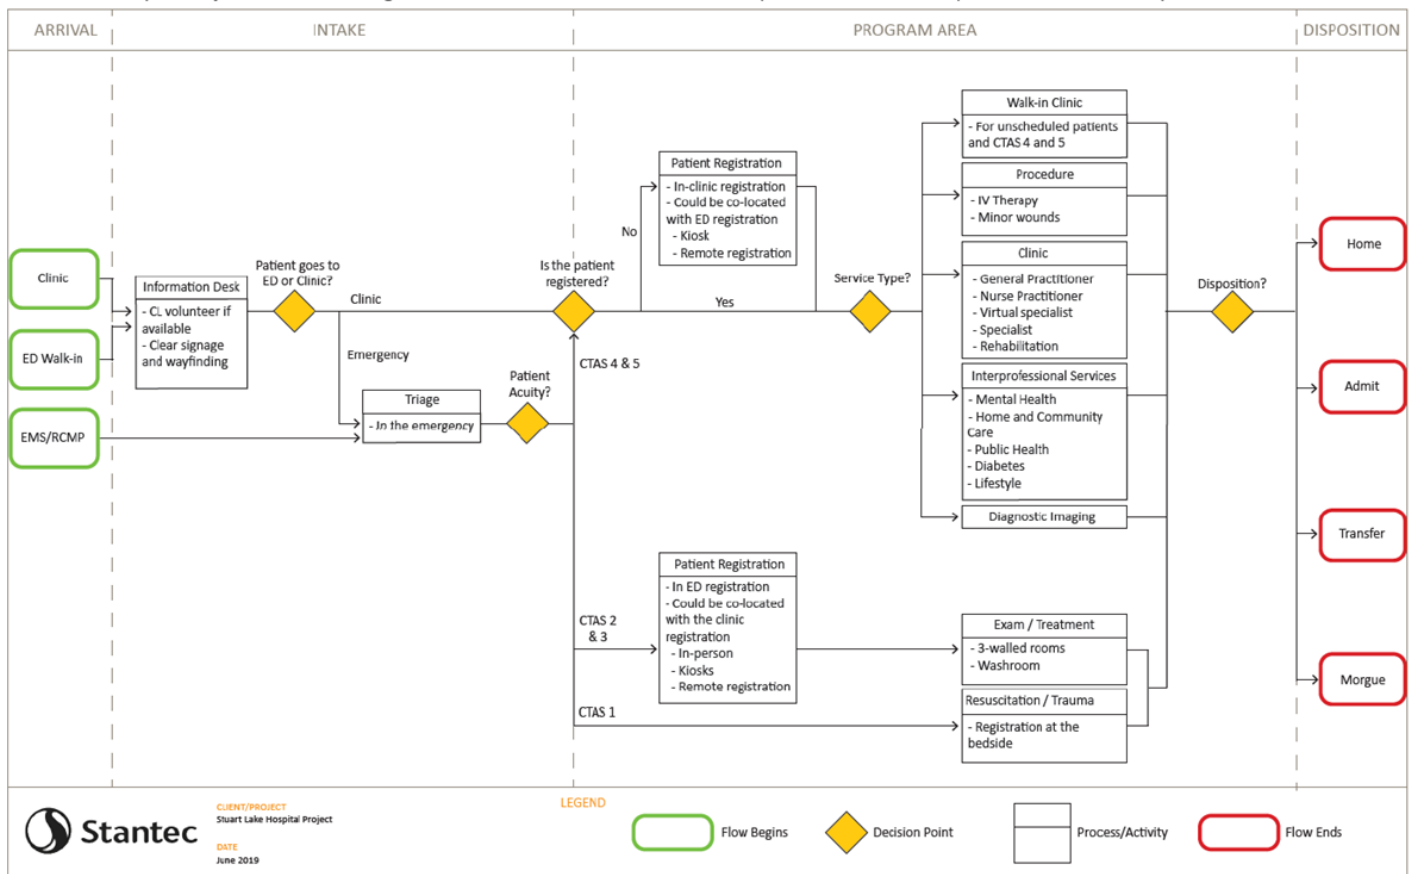 ARRIVAL
INTAKE
PROGRAM AREA
DISPOSITION
Clinic
ED Walk-in
EMS/RCMP
Information Desk
- CL volunteer if
available
- Clear signage
and wayfinding
Patient goes to
ED or Clinic?
Clinic
Emergency
Triage
- In the emergency
Patient
Acuity?
Is the patient
registered?
CTAS 4 & 5
No
Yes
Patient Registration
- In-clinic registration
- Could be co-located
with ED registration
- Kiosk
- Remote registration
CTAS 2
& 3
CTAS 1
Patient Registration
- In ED registration
- Could be co-located
with the clinic
registration
- In-person
- Kiosks
- Remote registration
Service Type?
Walk-in Clinic
- For unscheduled patients
and CTAS 4 and 5
Procedure
- IV Therapy
- Minor wounds
Clinic
- General Practitioner
- Nurse Practitioner
- Virtual specialist
- Specialist
- Rehabilitation
Interprofessional Services
- Mental Health
- Home and Community
Care
- Public Health
- Diabetes
- Lifestyle
Diagnostic Imaging
Exam / Treatment
- 3-walled rooms
- Washroom
Resuscitation / Trauma
- Registration at the
bedside
Disposition?
Home
Admit
Transfer
Morgue
Stantec
CLIENT/PROJECT
Stuart Lake Hospital Project
DATE
June 2019
LEGEND
Flow Begins
Decision Point
Process/Activity
Flow Ends